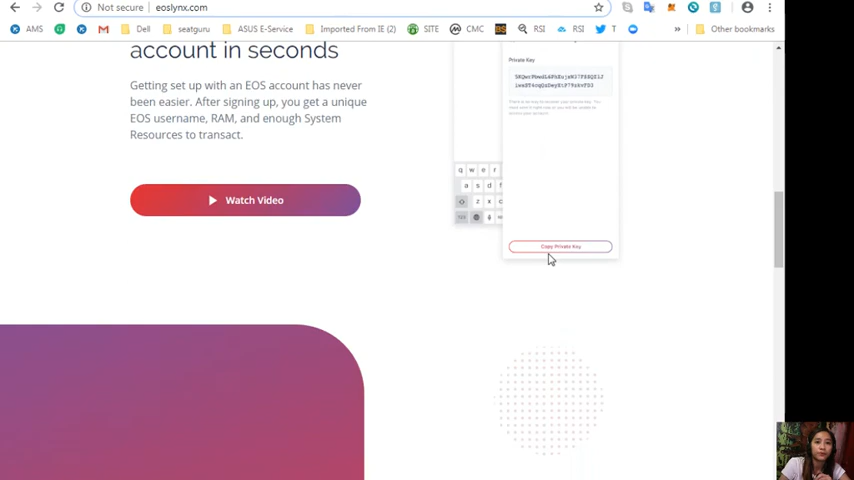 Not secure | eoslynx.com
AMS M Dell seatguru ASUS E-Service Imported From IE (2) SITE CMC RSI RSI T » Other bookmarks
account in seconds
Getting set up with an EOS account has never
been easier. After signing up, you get a unique
EOS username, RAM, and enough System
Resources to transact.
Watch Video
Private Key
q w e r
a s d f
z x c
Copy Private Key